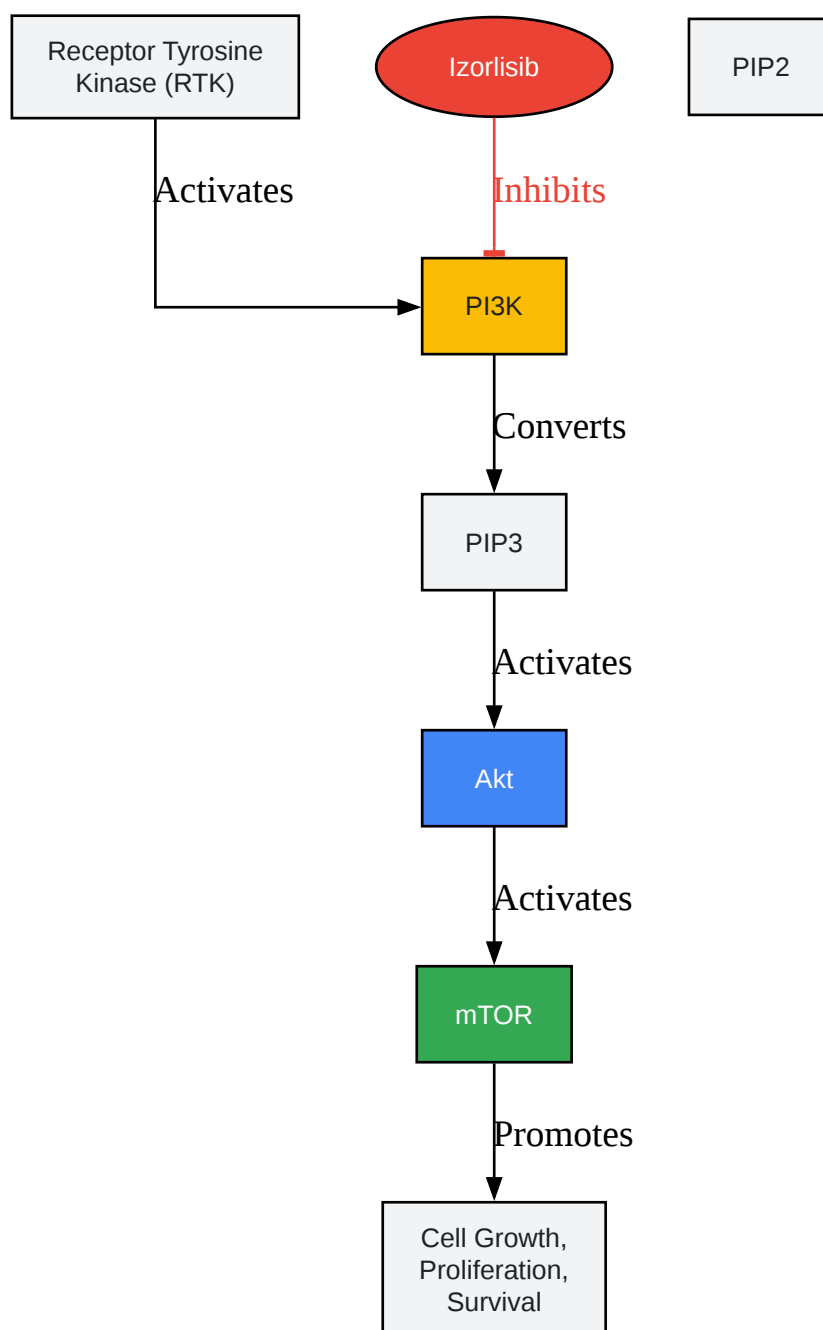 Receptor Tyrosine
Kinase (RTK)
Izorlisib
PIP2
Activates
Inhibits
PI3K
Converts
PIP3
Activates
Akt
Activates
mTOR
Promotes
Cell Growth,
Proliferation,
Survival